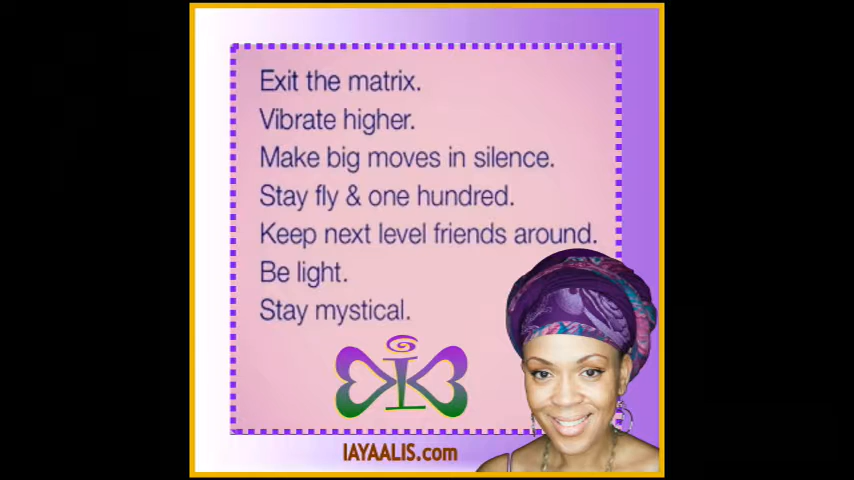 Exit the matrix.
Vibrate higher.
Make big moves in silence.
Stay fly & one hundred.
Keep next level friends around.
Be light.
Stay mystical.
IAYAALIS.com